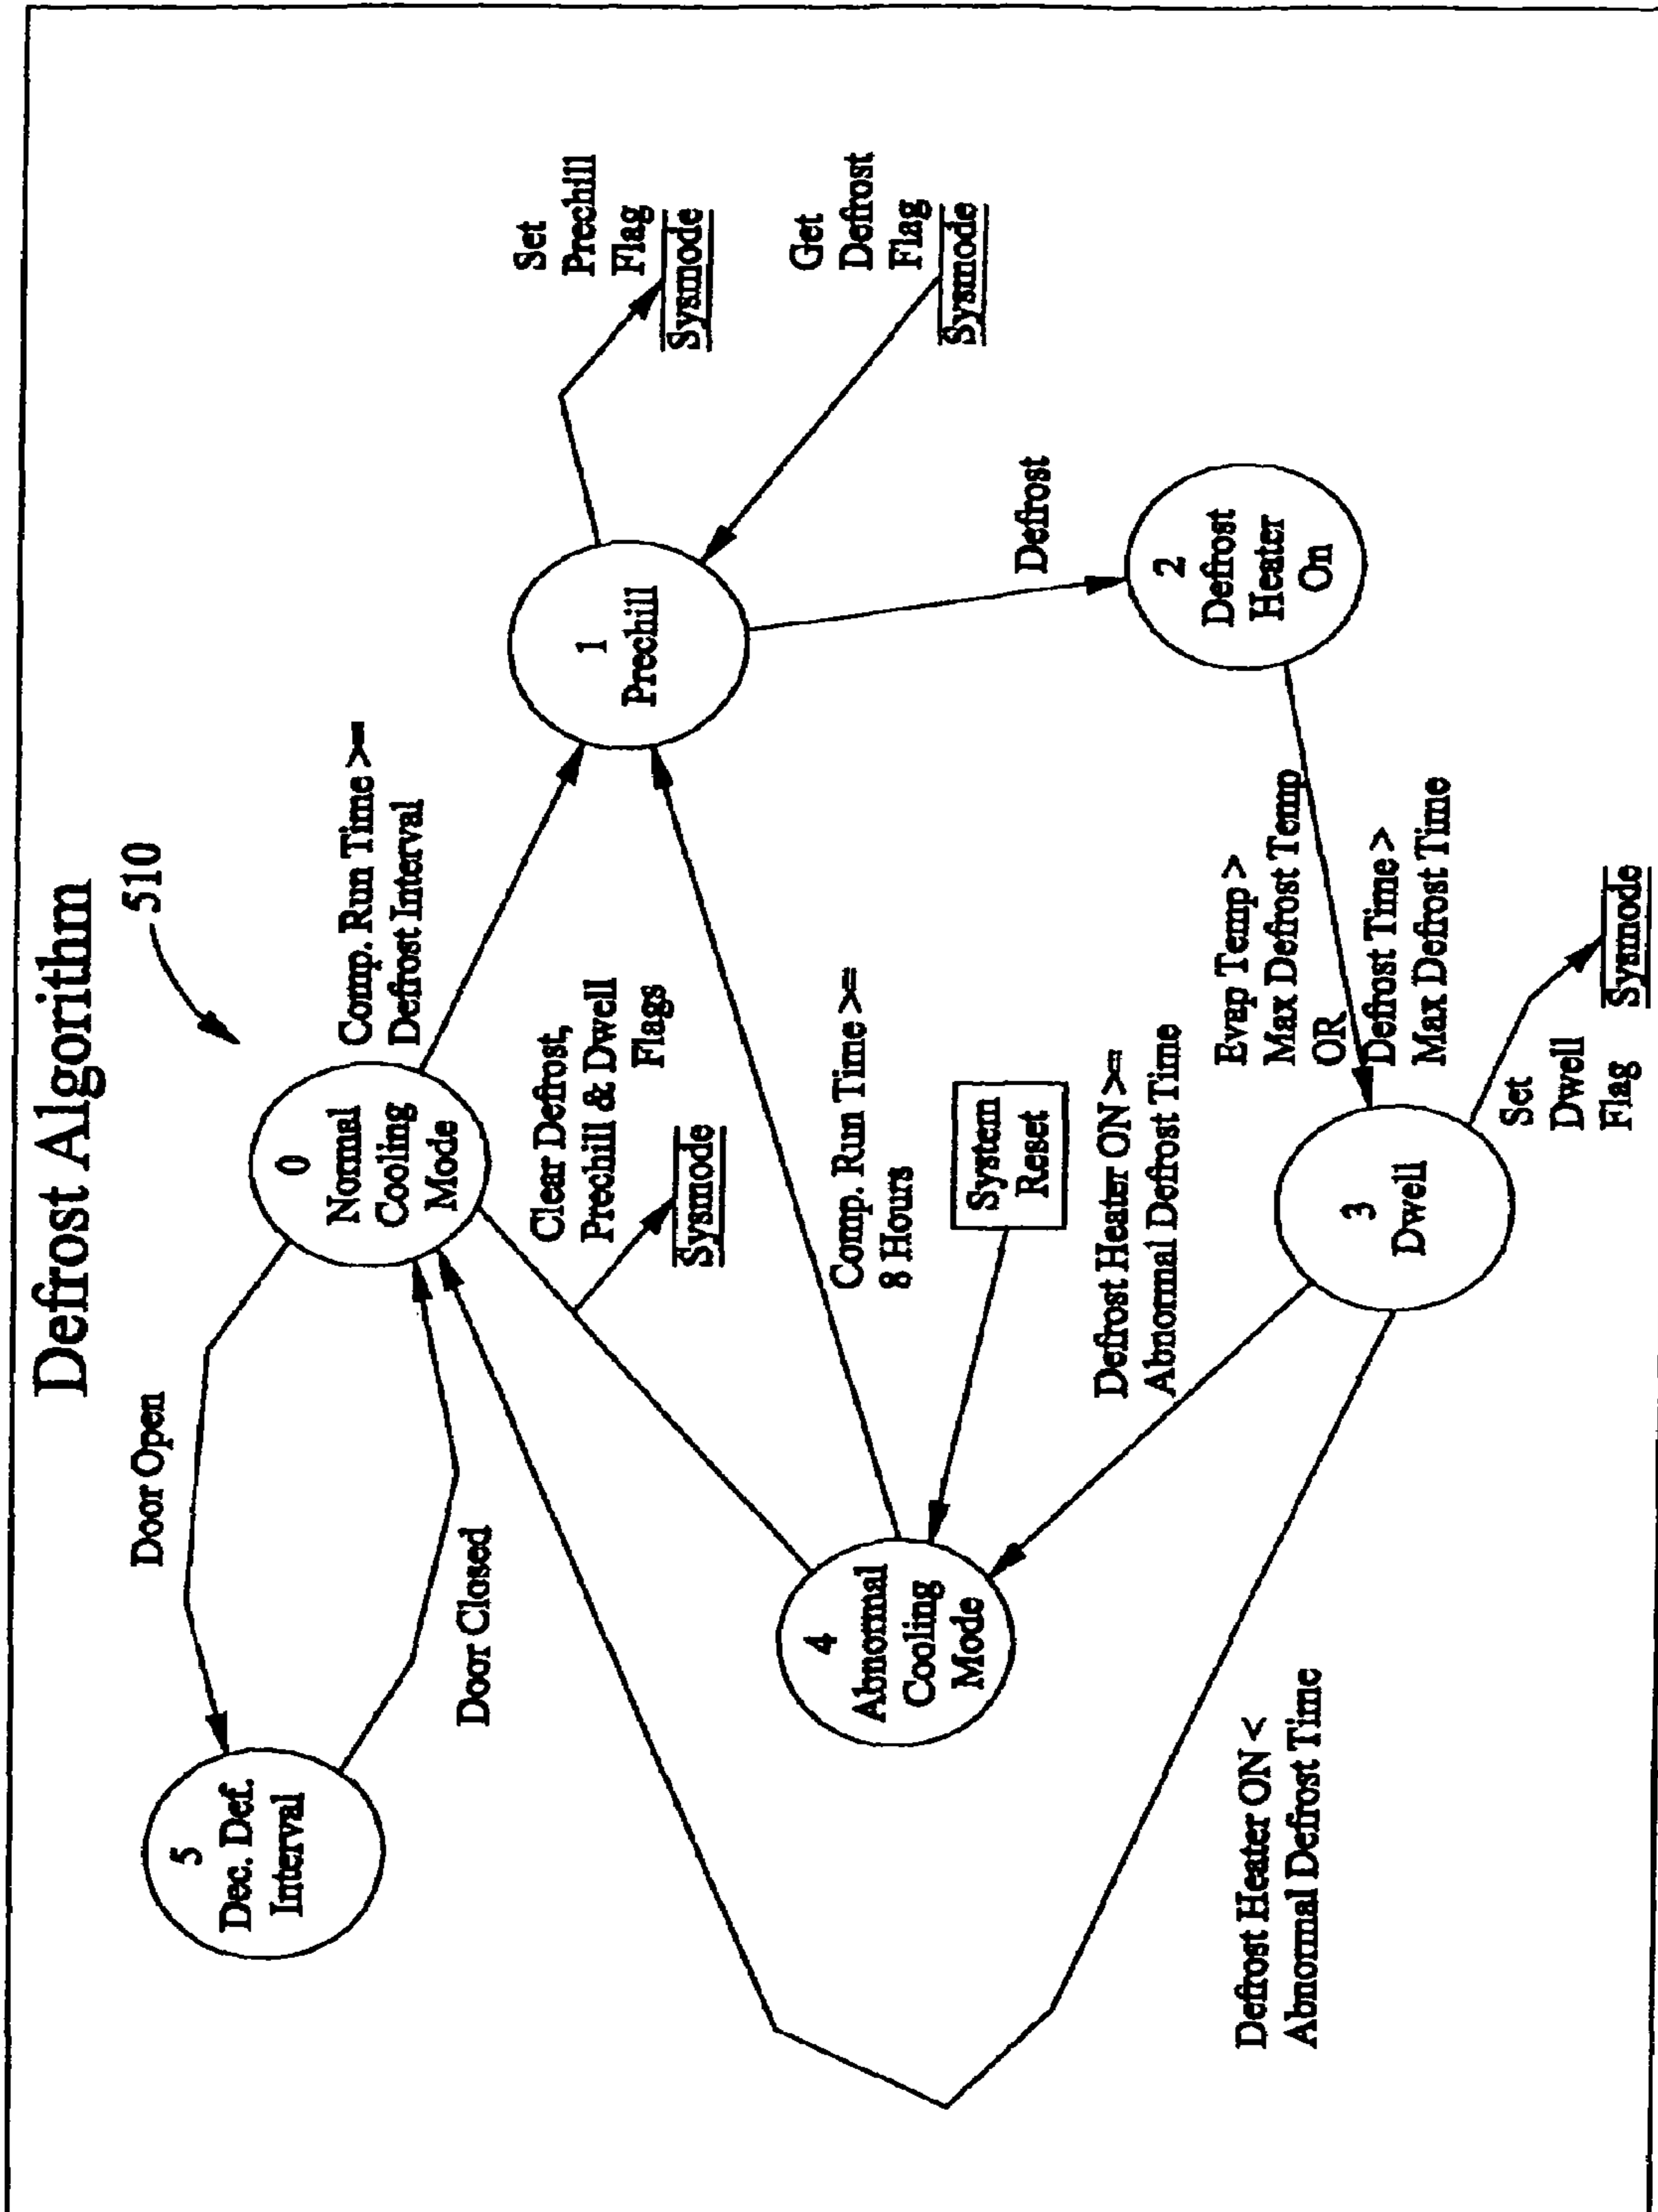 Defrost Algorithm
510
Door Open
5
Dec. Def.
Interval
Door Closed
0
Normal
Cooling
Mode
Comp. Run Time >=
Defrost Interval
Clear Defrost,
Prechill & Dwell
Flags
Sysmode
1
Prechill
Set
Prechill
Flag
Sysmode
Get
Defrost
Flag
Sysmode
4
Abnormal
Cooling
Mode
Comp. Run Time >=
8 Hours
System
Reset
Defrost Heater ON >=
Abnormal Defrost Time
Defrost
2
Defrost
Heater
On
Evap Temp >
Max Defrost Temp
OR
Defrost Time >
Max Defrost Time
3
Dwell
Set
Dwell
Flag
Sysmode
Defrost Heater ON <
Abnormal Defrost Time